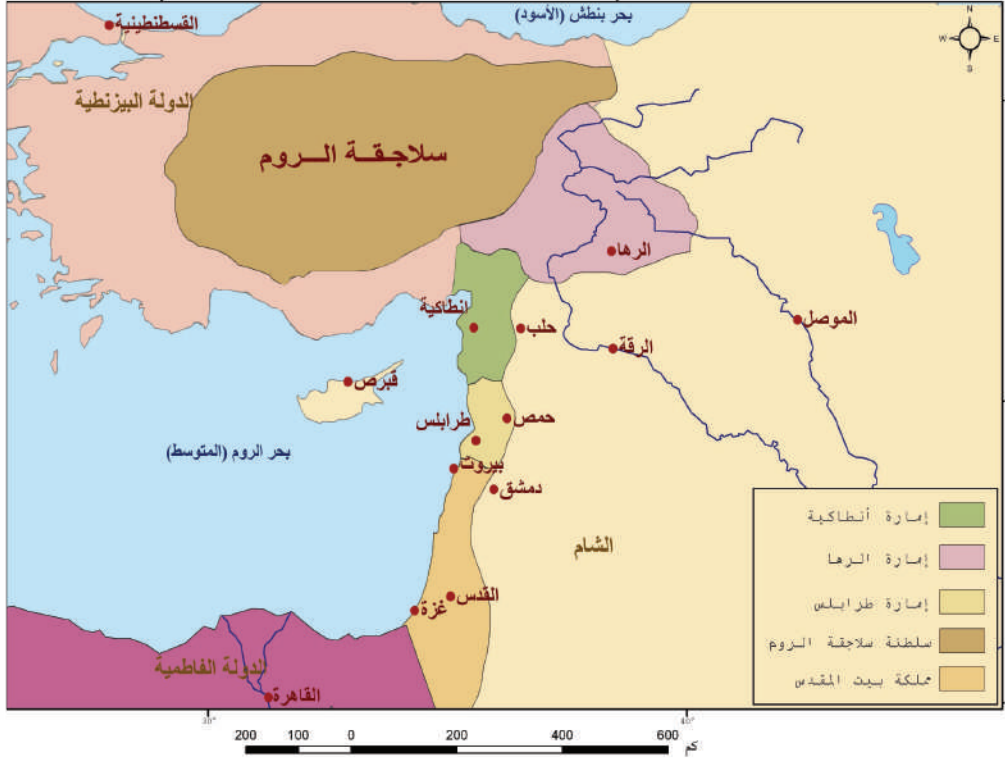 القسطنطينية
بحر بنطش (الأسود)
N
W E
S
الدولة البيزنطية
سلاجقة الروم
الرها
انطاكية
حلب
الموصل
الرقة
قبرص
حمص
طرابلس
بحر الروم (المتوسط)
بيروت
دمشق
الشام
القدس
غزة
الدولة الفاطمية
القاهرة
إمارة أنطاكية
إمارة الرها
إمارة طرابلس
سلطنة سلاجقة الروم
مملكة بيت المقدس
30° 40°
200 100 0 200 400 600 كم